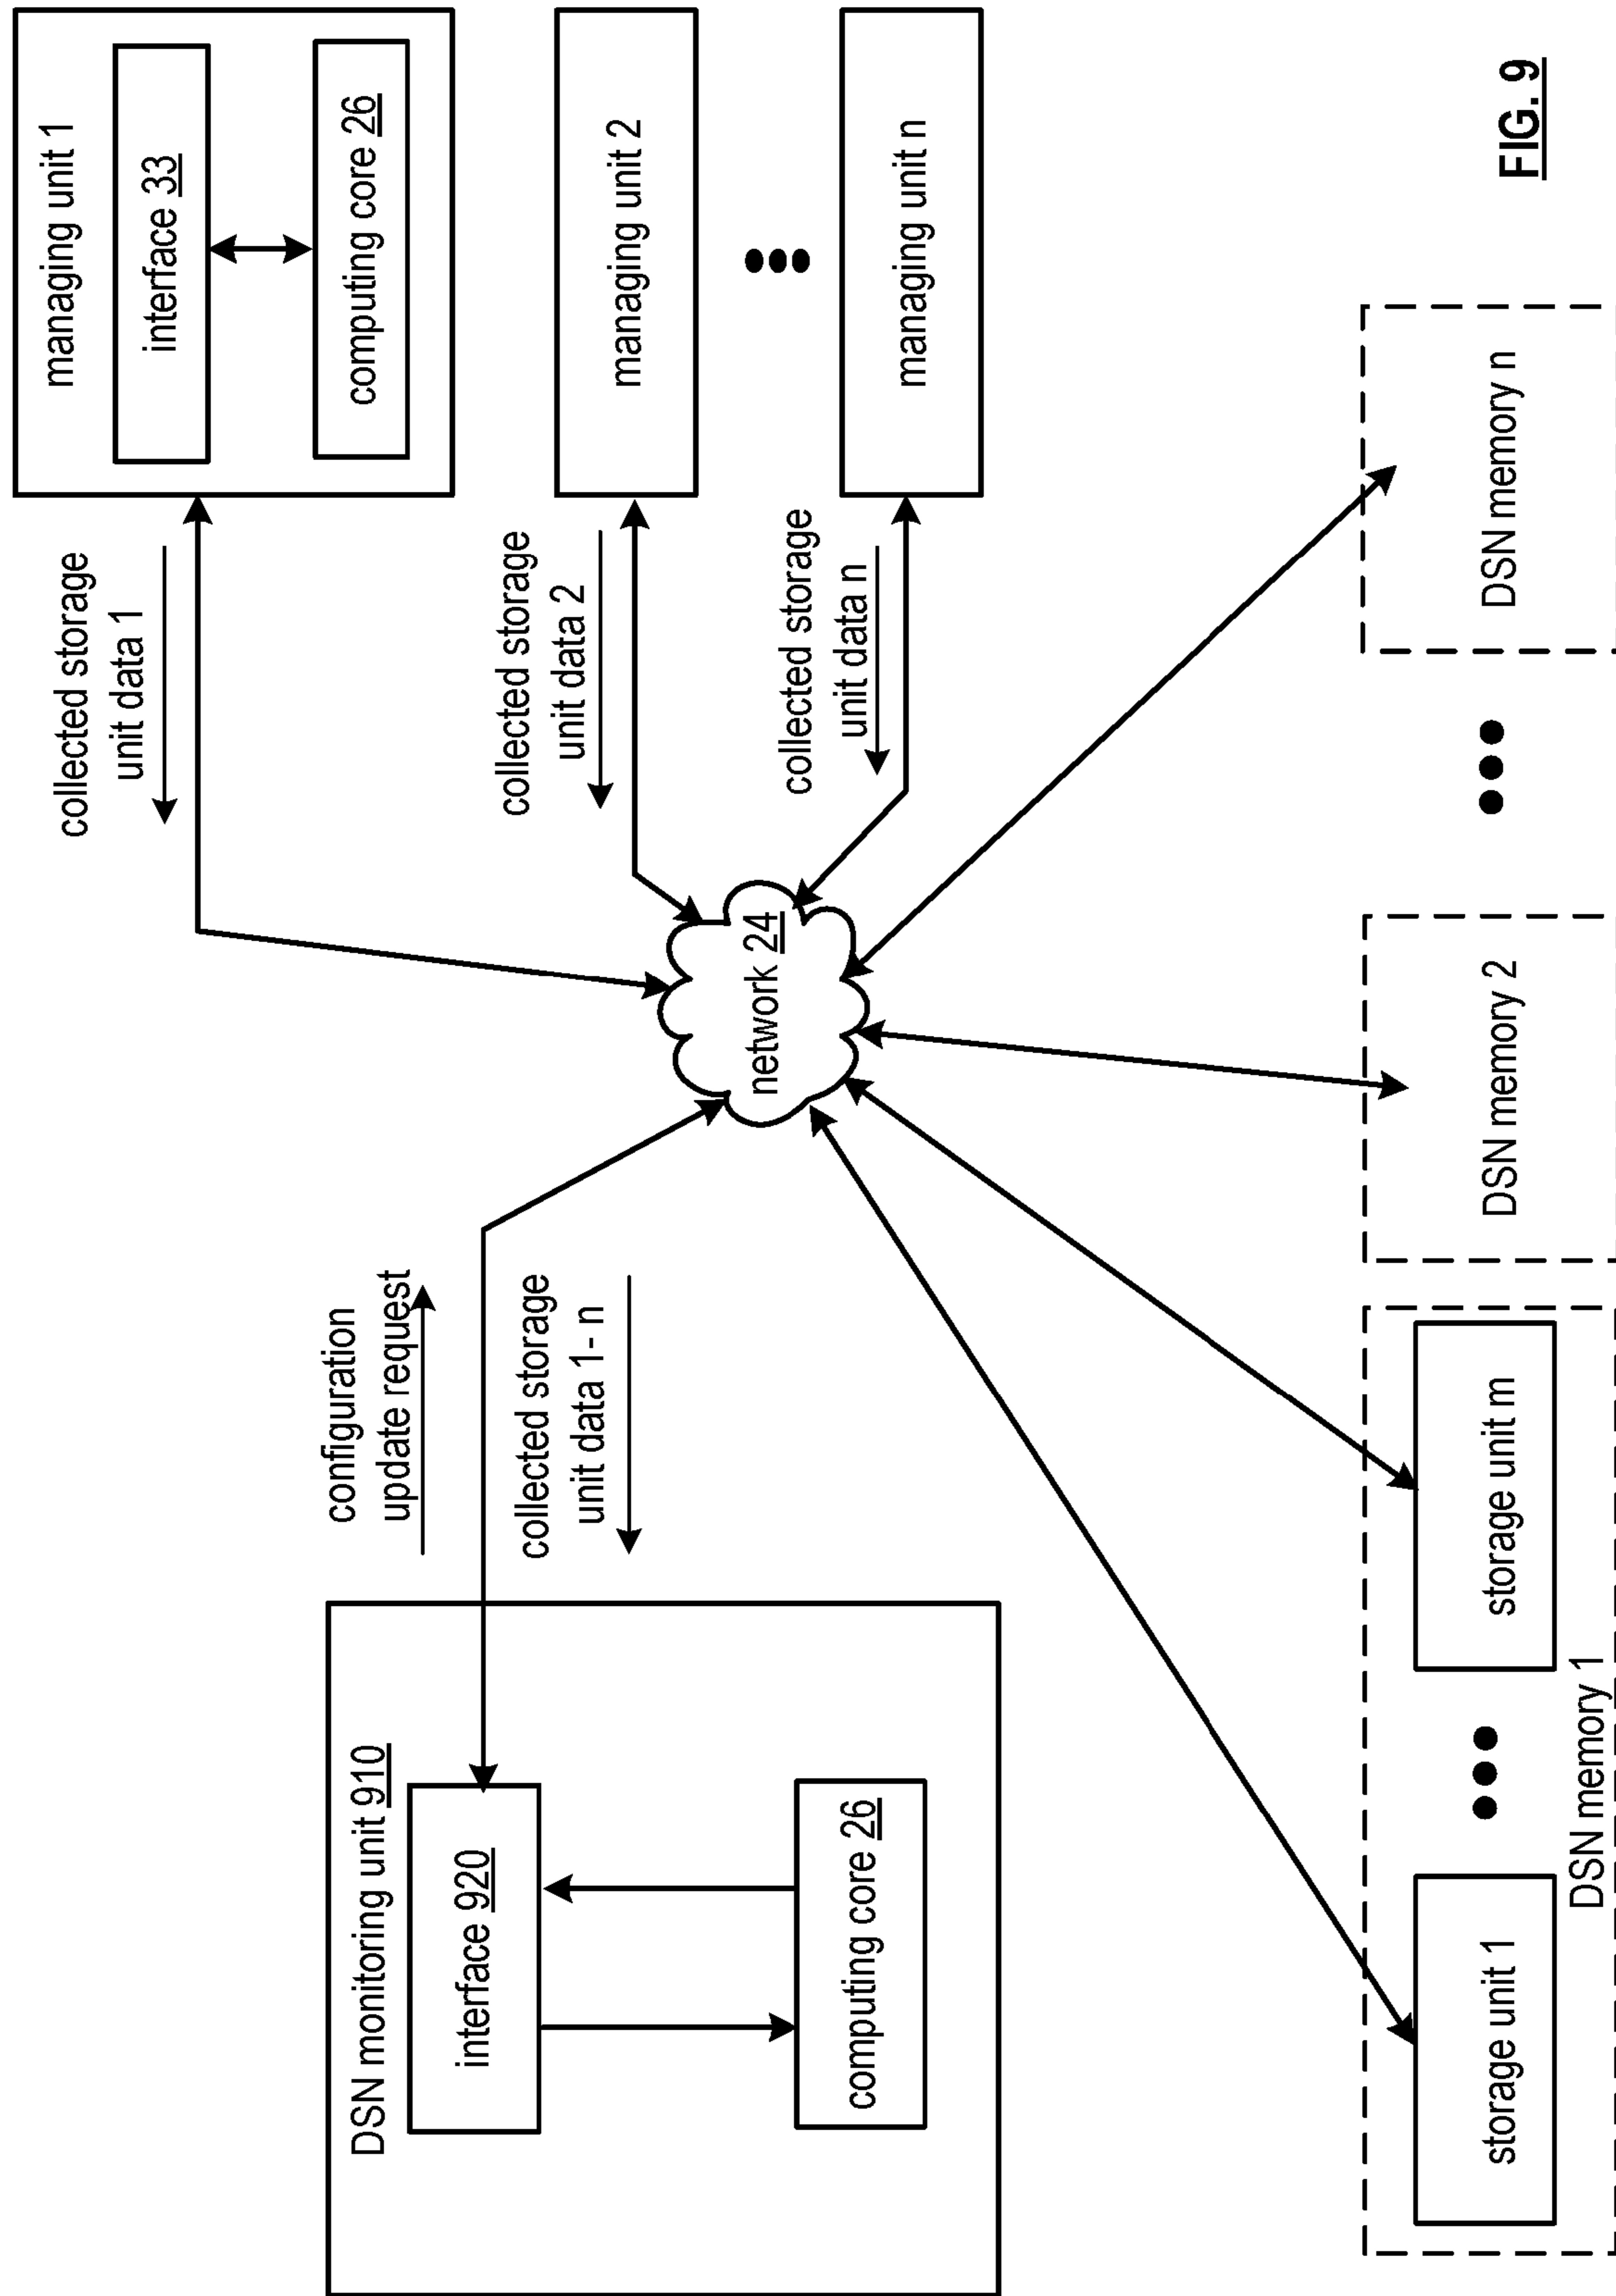 DSN monitoring unit 910
interface 920
computing core 26
configuration
update request
collected storage
unit data 1- n
network 24
collected storage
unit data 1
collected storage
unit data 2
collected storage
unit data n
managing unit 1
interface 33
computing core 26
managing unit 2
managing unit n
storage unit 1
storage unit m
DSN memory 1
DSN memory 2
DSN memory n
FIG. 9